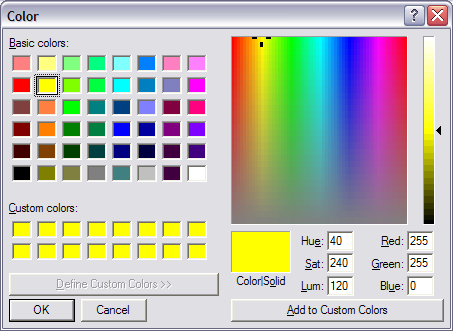 Color
Basic colors:
Custom colors:
Define Custom Colors >>
OK Cancel
Color|Solid
Hue: 40 Red: 255
Sat: 240 Green: 255
Lum: 120 Blue: 0
Add to Custom Colors